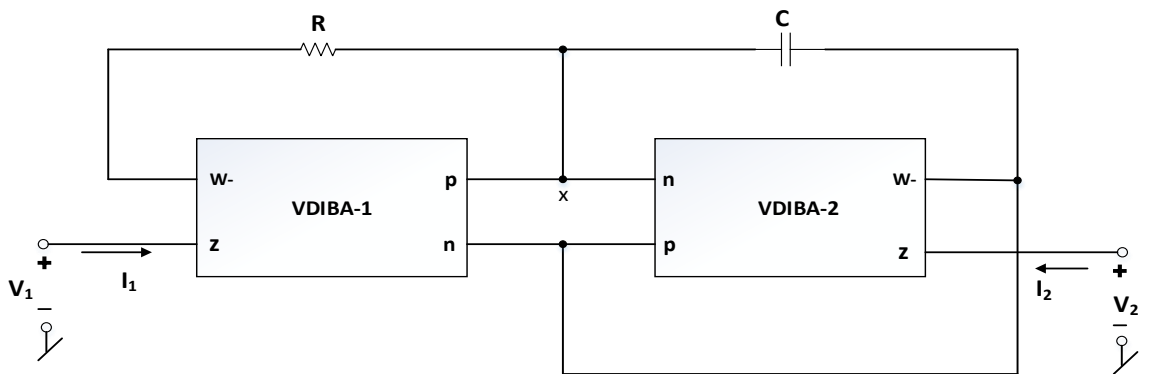 R
C
w-
p
n
w-
VDIBA-1
x
VDIBA-2
z
n
p
z
+
I₁
V₁
–
I₂
+
V₂
–